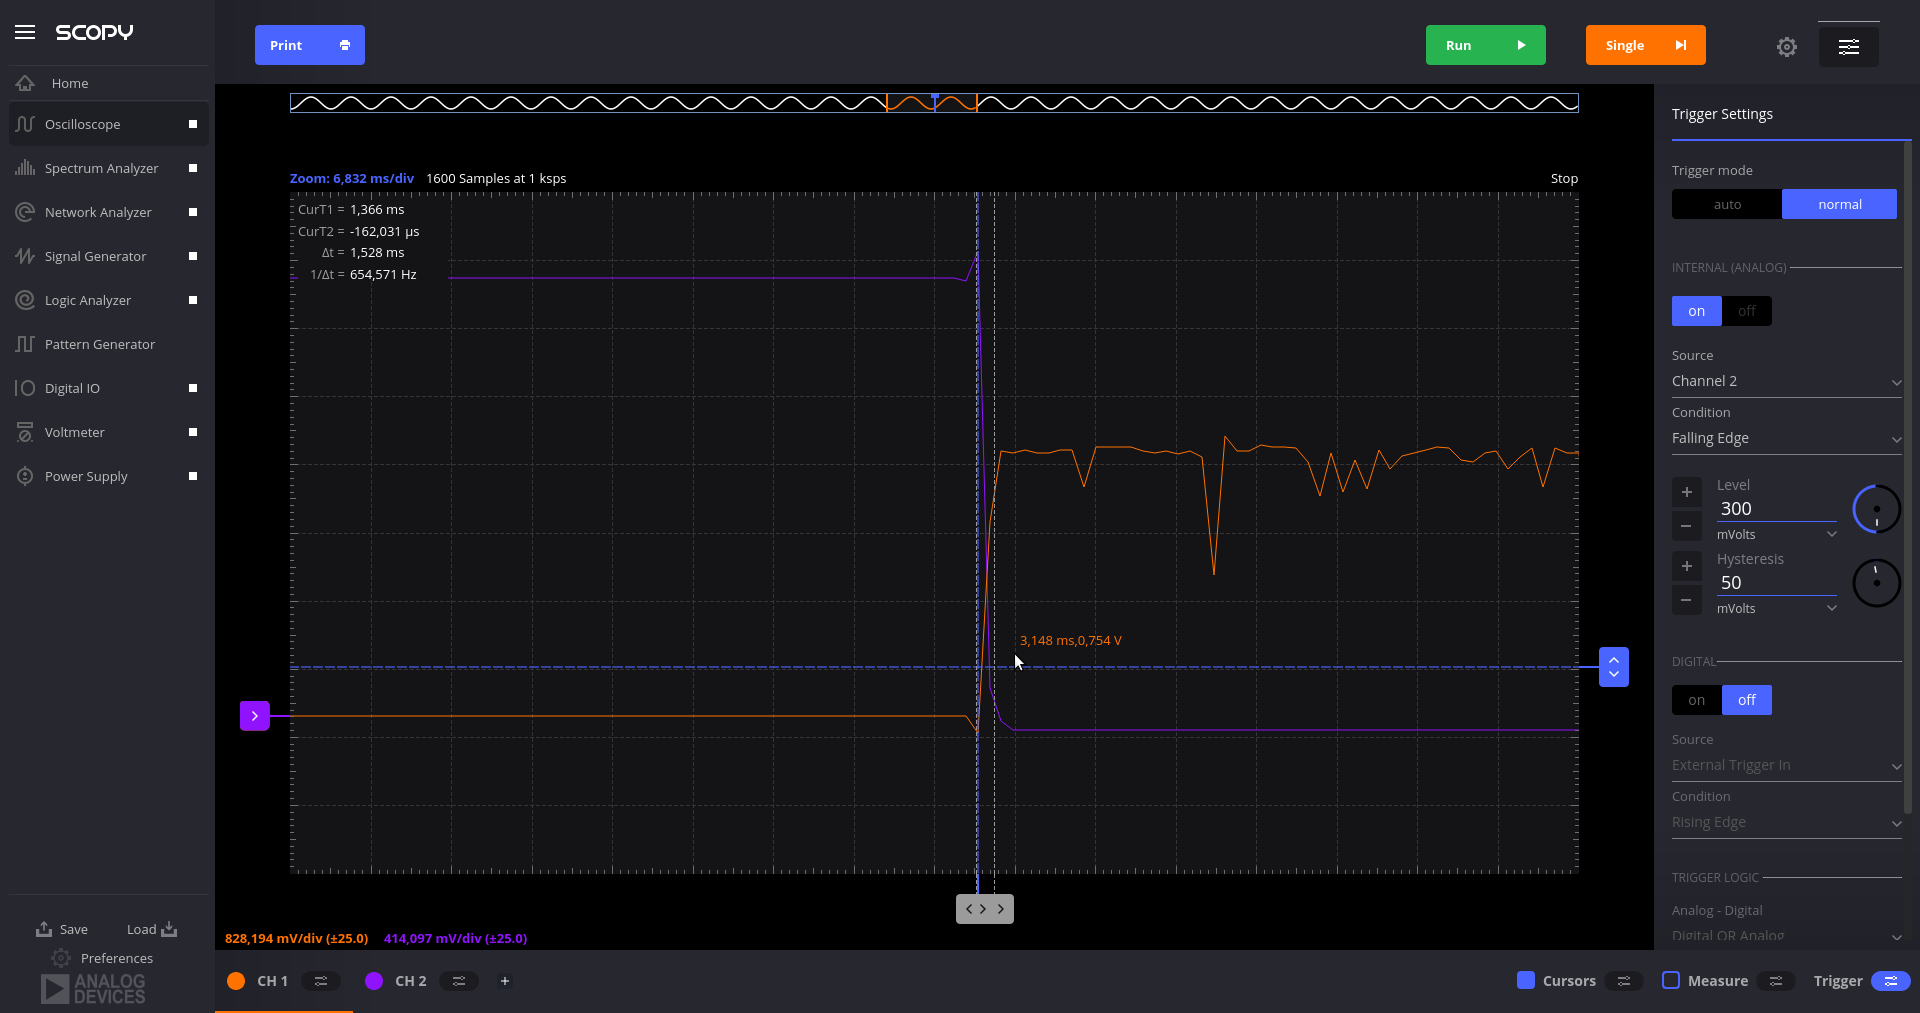 SCOPY
Print
Run
Single
Home
Oscilloscope
Spectrum Analyzer
Network Analyzer
Signal Generator
Logic Analyzer
Pattern Generator
Digital IO
Voltmeter
Power Supply
Save
Load
Preferences
ANALOG
DEVICES
Zoom: 6,832 ms/div 1600 Samples at 1 ksps
Stop
CurT1 = 1,366 ms
CurT2 = -162,031 µs
Δt = 1,528 ms
1/Δt = 654,571 Hz
3,148 ms,0,754 V
828,194 mV/div (±25.0) 414,097 mV/div (±25.0)
CH 1
CH 2
+
Cursors
Measure
Trigger
Trigger Settings
Trigger mode
auto normal
INTERNAL (ANALOG)
on off
Source
Channel 2
Condition
Falling Edge
Level
300
mVolts
Hysteresis
50
mVolts
DIGITAL
on off
Source
External Trigger In
Condition
Rising Edge
TRIGGER LOGIC
Analog - Digital
Digital OR Analog